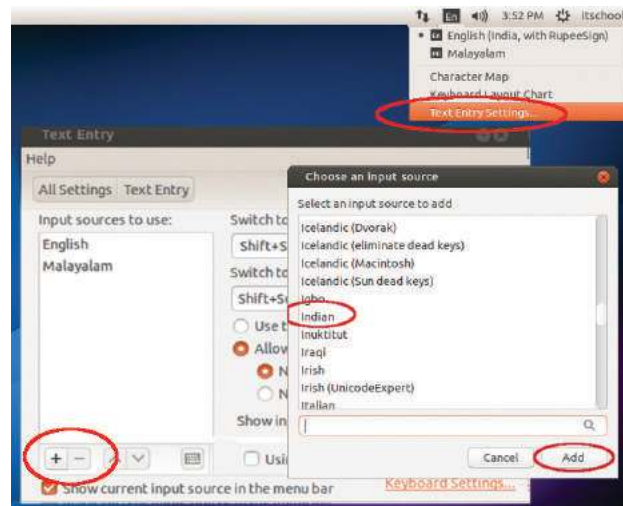 En 3:52 PM itschool
En English (India, with RupeeSign)
Malayalam
Character Map
Keyboard Layout Chart
Text Entry Settings...
Text Entry
Help
All Settings Text Entry
Input sources to use:
English
Malayalam
Switch to
Shift+S
Switch to
Shift+Su
Use t
Allow
N
N
Show in
Usi
Show current input source in the menu bar
Keyboard Settings...
Choose an input source
Select an input source to add
Icelandic (Dvorak)
Icelandic (eliminate dead keys)
Icelandic (Macintosh)
Icelandic (Sun dead keys)
Igbo
Indian
Inuktitut
Iraqi
Irish
Irish (UnicodeExpert)
Italian
Cancel Add